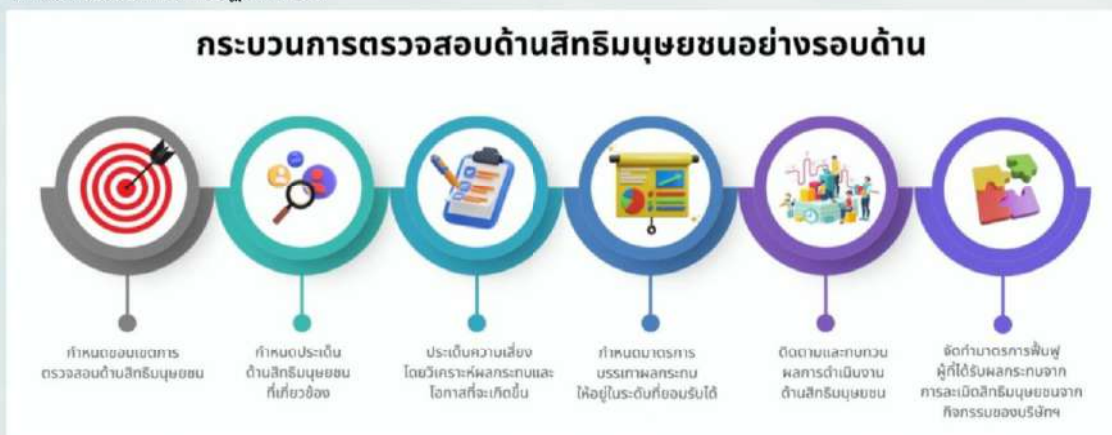 กระบวนการตรวจสอบด้านสิทธิมนุษยชนอย่างรอบด้าน
กำหนดขอบเขตการ
ตรวจสอบด้านสิทธิมนุษยชน
กำหนดประเด็น
ด้านสิทธิมนุษยชน
ที่เกี่ยวข้อง
ประเด็นความเสี่ยง
โดยวิเคราะห์ผลกระทบและ
โอกาสที่จะเกิดขึ้น
กำหนดมาตรการ
บรรเทาผลกระทบ
ให้อยู่ในระดับที่ยอมรับได้
ติดตามและทบทวน
ผลการดำเนินงาน
ด้านสิทธิมนุษยชน
จัดทำมาตรการฟื้นฟู
ผู้ที่ได้รับผลกระทบจาก
การละเมิดสิทธิมนุษยชนจาก
กิจกรรมของบริษัทฯ